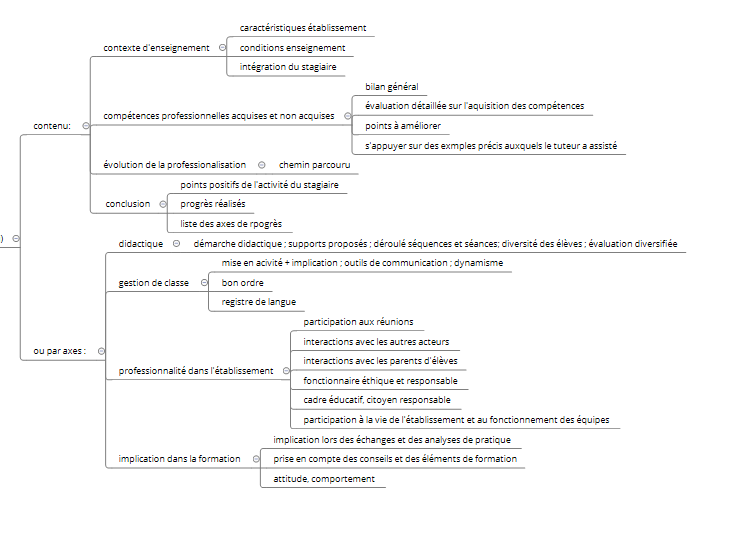 caractéristiques établissement
contexte d'enseignement
conditions enseignement
intégration du stagiaire
bilan général
évaluation détaillée sur l'aquisition des compétences
compétences professionnelles acquises et non acquises
contenu:
points à améliorer
s'appuyer sur des exmples précis auxquels le tuteur a assisté
évolution de la professionalisation
chemin parcouru
points positifs de l'activité du stagiaire
conclusion
progrès réalisés
liste des axes de rpogrès
)
didactique
démarche didactique ; supports proposés ; déroulé séquences et séances; diversité des élèves ; évaluation diversifiée
mise en acivité + implication ; outils de communication ; dynamisme
gestion de classe
bon ordre
registre de langue
participation aux réunions
interactions avec les autres acteurs
ou par axes :
interactions avec les parents d'élèves
professionnalité dans l'établissement
fonctionnaire éthique et responsable
cadre éducatif, citoyen responsable
participation à la vie de l'établissement et au fonctionnement des équipes
implication lors des échanges et des analyses de pratique
implication dans la formation
prise en compte des conseils et des éléments de formation
attitude, comportement